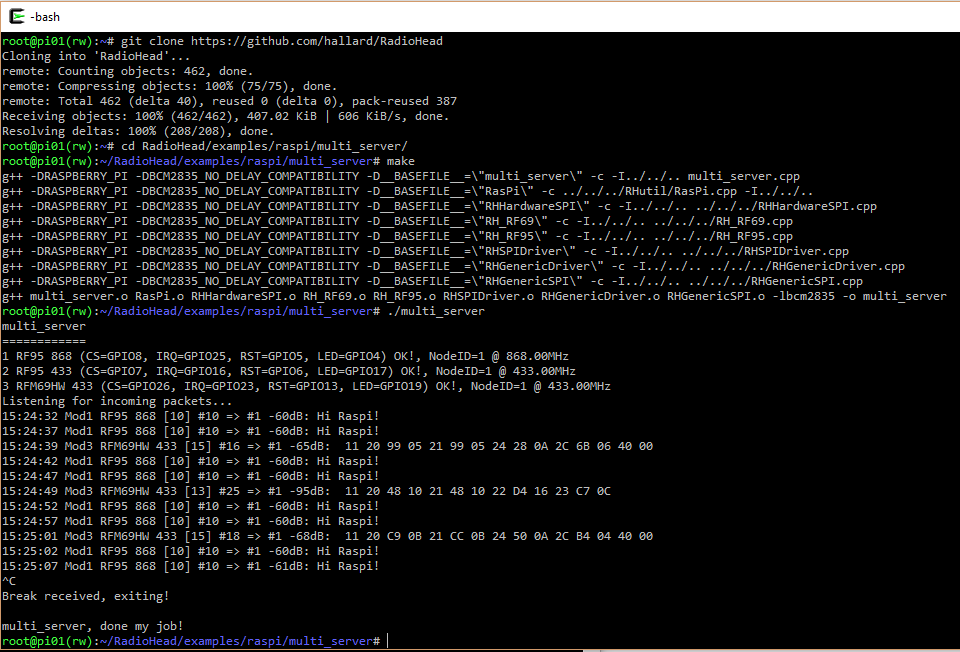 -bash
root@pi01(rw):~# git clone https://github.com/hallard/RadioHead
Cloning into 'RadioHead'...
remote: Counting objects: 462, done.
remote: Compressing objects: 100% (75/75), done.
remote: Total 462 (delta 40), reused 0 (delta 0), pack-reused 387
Receiving objects: 100% (462/462), 407.02 KiB | 606 KiB/s, done.
Resolving deltas: 100% (208/208), done.
root@pi01(rw):~# cd RadioHead/examples/raspi/multi_server/
root@pi01(rw):~/RadioHead/examples/raspi/multi_server# make
g++ -DRASPBERRY_PI -DBCM2835_NO_DELAY_COMPATIBILITY -D__BASEFILE__=\"multi_server\" -c -I../../.. multi_server.cpp
g++ -DRASPBERRY_PI -DBCM2835_NO_DELAY_COMPATIBILITY -D__BASEFILE__=\"RasPi\" -c ../../../RHutil/RasPi.cpp -I../../..
g++ -DRASPBERRY_PI -DBCM2835_NO_DELAY_COMPATIBILITY -D__BASEFILE__=\"RHHardwareSPI\" -c -I../../.. ../../../RHHardwareSPI.cpp
g++ -DRASPBERRY_PI -DBCM2835_NO_DELAY_COMPATIBILITY -D__BASEFILE__=\"RH_RF69\" -c -I../../.. ../../../RH_RF69.cpp
g++ -DRASPBERRY_PI -DBCM2835_NO_DELAY_COMPATIBILITY -D__BASEFILE__=\"RH_RF95\" -c -I../../.. ../../../RH_RF95.cpp
g++ -DRASPBERRY_PI -DBCM2835_NO_DELAY_COMPATIBILITY -D__BASEFILE__=\"RHSPIDriver\" -c -I../../.. ../../../RHSPIDriver.cpp
g++ -DRASPBERRY_PI -DBCM2835_NO_DELAY_COMPATIBILITY -D__BASEFILE__=\"RHGenericDriver\" -c -I../../.. ../../../RHGenericDriver.cpp
g++ -DRASPBERRY_PI -DBCM2835_NO_DELAY_COMPATIBILITY -D__BASEFILE__=\"RHGenericSPI\" -c -I../../.. ../../../RHGenericSPI.cpp
g++ multi_server.o RasPi.o RHHardwareSPI.o RH_RF69.o RH_RF95.o RHSPIDriver.o RHGenericDriver.o RHGenericSPI.o -lbcm2835 -o multi_server
root@pi01(rw):~/RadioHead/examples/raspi/multi_server# ./multi_server
multi_server
============
1 RF95 868 (CS=GPIO8, IRQ=GPIO25, RST=GPIO5, LED=GPIO4) OK!, NodeID=1 @ 868.00MHz
2 RF95 433 (CS=GPIO7, IRQ=GPIO16, RST=GPIO6, LED=GPIO17) OK!, NodeID=1 @ 433.00MHz
3 RFM69HW 433 (CS=GPIO26, IRQ=GPIO23, RST=GPIO13, LED=GPIO19) OK!, NodeID=1 @ 433.00MHz
Listening for incoming packets...
15:24:32 Mod1 RF95 868 [10] #10 => #1 -60dB: Hi Raspi!
15:24:37 Mod1 RF95 868 [10] #10 => #1 -60dB: Hi Raspi!
15:24:39 Mod3 RFM69HW 433 [15] #16 => #1 -65dB:  11 20 99 05 21 99 05 24 28 0A 2C 6B 06 40 00
15:24:42 Mod1 RF95 868 [10] #10 => #1 -60dB: Hi Raspi!
15:24:47 Mod1 RF95 868 [10] #10 => #1 -60dB: Hi Raspi!
15:24:49 Mod3 RFM69HW 433 [13] #25 => #1 -95dB:  11 20 48 10 21 48 10 22 D4 16 23 C7 0C
15:24:52 Mod1 RF95 868 [10] #10 => #1 -60dB: Hi Raspi!
15:24:57 Mod1 RF95 868 [10] #10 => #1 -60dB: Hi Raspi!
15:25:01 Mod3 RFM69HW 433 [15] #18 => #1 -68dB:  11 20 C9 0B 21 CC 0B 24 50 0A 2C B4 04 40 00
15:25:02 Mod1 RF95 868 [10] #10 => #1 -60dB: Hi Raspi!
15:25:07 Mod1 RF95 868 [10] #10 => #1 -61dB: Hi Raspi!
^C
Break received, exiting!
multi_server, done my job!
root@pi01(rw):~/RadioHead/examples/raspi/multi_server#